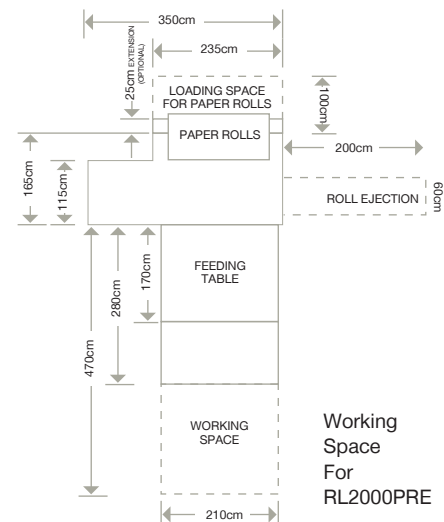 350cm
235cm
25cm EXTENSION
(OPTIONAL)
LOADING SPACE
FOR PAPER ROLLS
100cm
PAPER ROLLS
200cm
165cm
115cm
ROLL EJECTION
60cm
FEEDING
TABLE
170cm
280cm
470cm
WORKING
SPACE
210cm
Working
Space
For
RL2000PRE